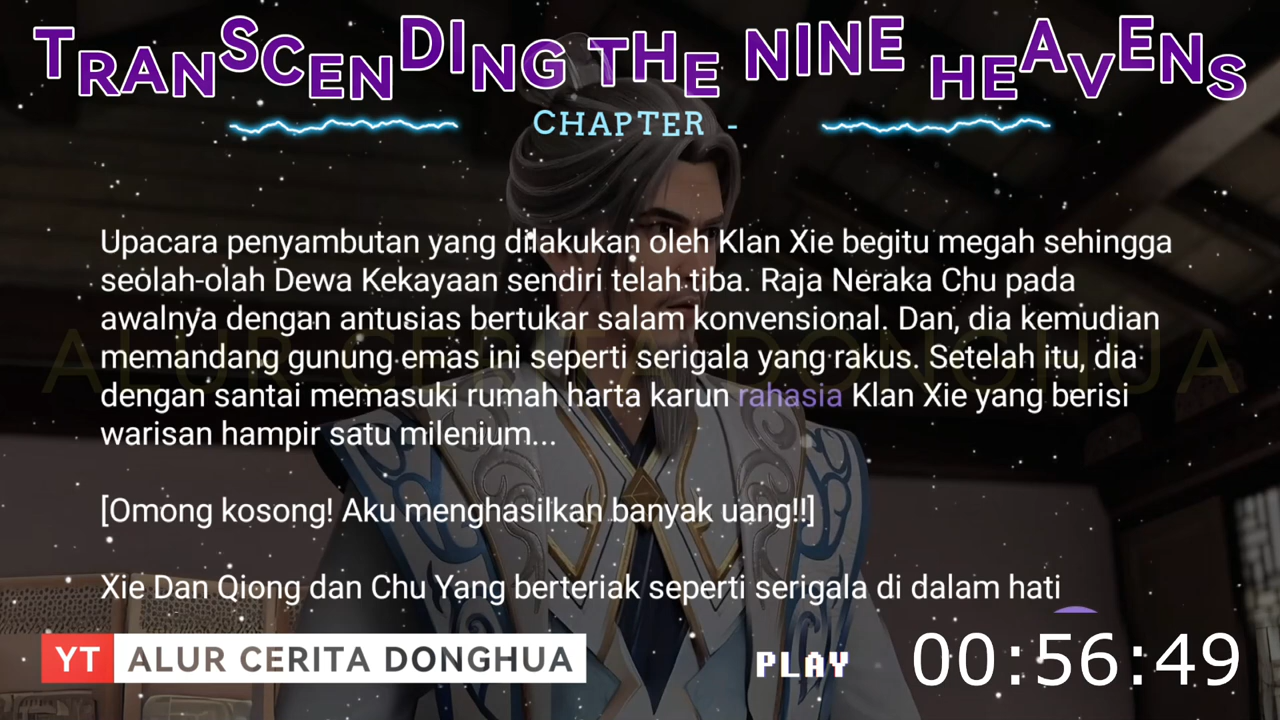 TRANSCENDING THE NINE HEAVENS
CHAPTER -
Upacara penyambutan yang dilakukan oleh Klan Xie begitu megah sehingga
seolah-olah Dewa Kekayaan sendiri telah tiba. Raja Neraka Chu pada
awalnya dengan antusias bertukar salam konvensional. Dan, dia kemudian
memandang gunung emas ini seperti serigala yang rakus. Setelah itu, dia
dengan santai memasuki rumah harta karun rahasia Klan Xie yang berisi
warisan hampir satu milenium...
[Omong kosong! Aku menghasilkan banyak uang!!]
Xie Dan Qiong dan Chu Yang berteriak seperti serigala di dalam hati
ALUR CERITA DONGHUA
YT ALUR CERITA DONGHUA
PLAY
00:56:49